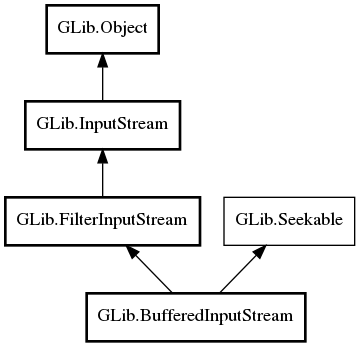 GLib.Object
GLib.InputStream
GLib.FilterInputStream
GLib.Seekable
GLib.BufferedInputStream